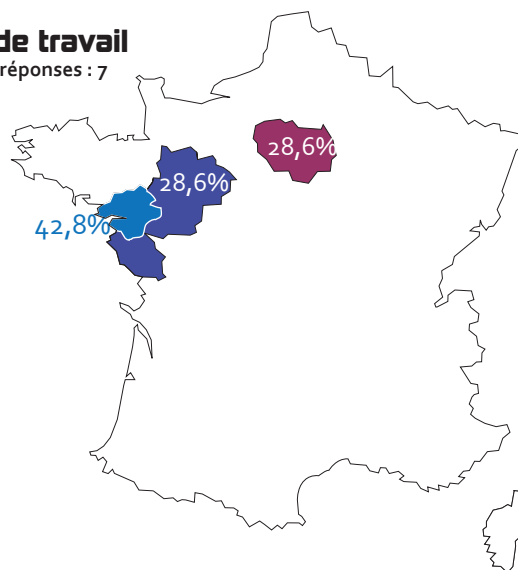 de travail
réponses : 7
28,6%
28,6%
42,8%